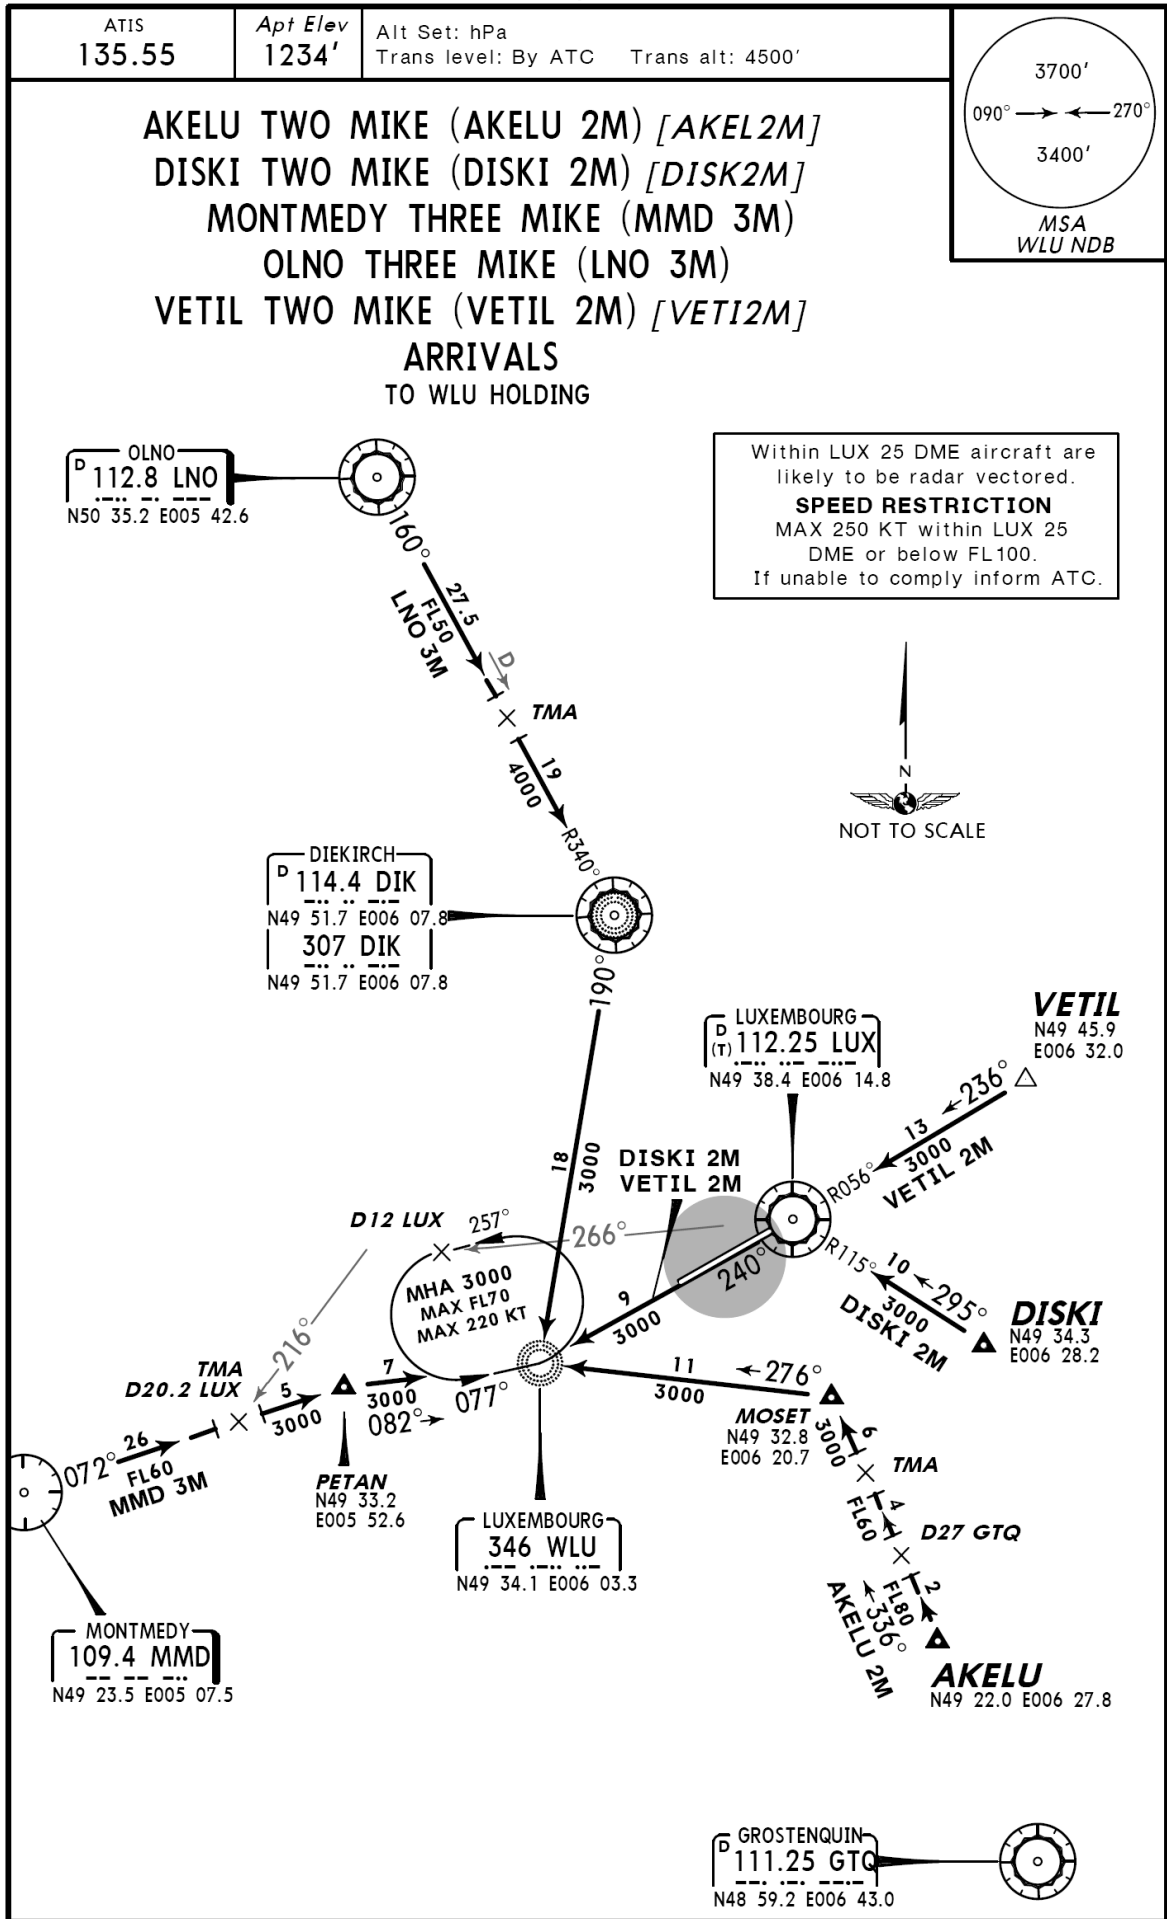 ATIS
135.55
Apt Elev
1234'
Alt Set: hPa
Trans level: By ATC Trans alt: 4500'
3700'
090° 270°
3400'
MSA
WLU NDB
AKELU TWO MIKE (AKELU 2M) [AKEL2M]
DISKI TWO MIKE (DISKI 2M) [DISK2M]
MONTMEDY THREE MIKE (MMD 3M)
OLNO THREE MIKE (LNO 3M)
VETIL TWO MIKE (VETIL 2M) [VETI2M]
ARRIVALS
TO WLU HOLDING
Within LUX 25 DME aircraft are
likely to be radar vectored.
SPEED RESTRICTION
MAX 250 KT within LUX 25
DME or below FL100.
If unable to comply inform ATC.
OLNO
D 112.8 LNO
N50 35.2 E005 42.6
160°
27.5
FL50
LNO 3M
D
TMA
19
4000
R340°
N
NOT TO SCALE
DIEKIRCH
D 114.4 DIK
N49 51.7 E006 07.8
307 DIK
N49 51.7 E006 07.8
190°
18
3000
LUXEMBOURG
D
(T) 112.25 LUX
N49 38.4 E006 14.8
VETIL
N49 45.9
E006 32.0
236°
13
3000
VETIL 2M
R056°
DISKI 2M
VETIL 2M
240°
9
3000
R115°
10
295°
3000
DISKI 2M
DISKI
N49 34.3
E006 28.2
D12 LUX
257°
266°
MHA 3000
MAX FL70
MAX 220 KT
216°
TMA
D20.2 LUX
5
3000
7
3000
082°
077°
11
3000
276°
MOSET
N49 32.8
E006 20.7
072°
26
FL60
MMD 3M
PETAN
N49 33.2
E005 52.6
LUXEMBOURG
346 WLU
N49 34.1 E006 03.3
6
3000
TMA
4
FL60
D27 GTQ
2
FL80
336°
AKELU 2M
AKELU
N49 22.0 E006 27.8
MONTMEDY
109.4 MMD
N49 23.5 E005 07.5
GROSTENQUIN
D 111.25 GTQ
N48 59.2 E006 43.0